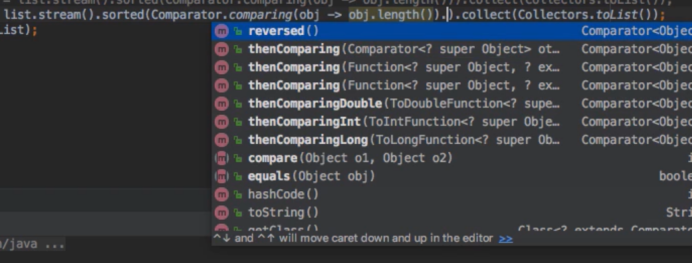 = list.stream().sorted(Comparator.comparing(obj -> obj.length())).collect(Collectors.toList());
list.stream().sorted(Comparator.comparing(obj -> obj.length()).).collect(Collectors.toList());
List);
m reversed() Comparator<Objec
m thenComparing(Comparator<? super Object> ot… Comparator<Objec
m thenComparing(Function<? super Object, ? ex… Comparator<Objec
m thenComparing(Function<? super Object, ? ex… Comparator<Objec
m thenComparingDouble(ToDoubleFunction<? supe… Comparator<Objec
m thenComparingInt(ToIntFunction<? super Obje… Comparator<Objec
m thenComparingLong(ToLongFunction<? super Ob… Comparator<Objec
m compare(Object o1, Object o2) i
m equals(Object obj) boole
m hashCode() i
m toString() Stri
m getClass() Class<? extends Comparato
^↓ and ^↑ will move caret down and up in the editor >>
n/java ...